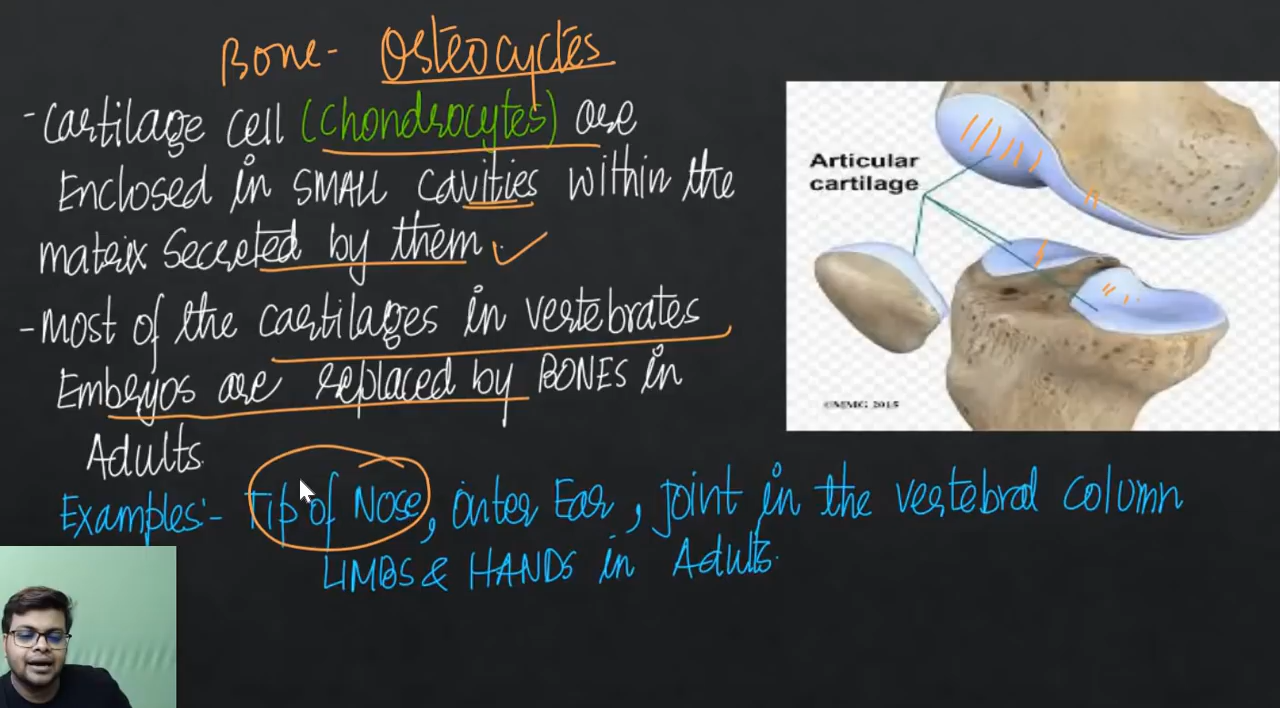 Bone- Osteocytes
- Cartilage cell (chondrocytes) are
Enclosed in SMALL cavities within the
matrix secreted by them.
- Most of the cartilages in vertebrates
Embryos are replaced by BONES in
Adults.
Examples:- Tip of Nose, outer Ear, joint in the vertebral column
LIMBS & HANDS in Adults.
Articular
cartilage
©MMG 2015